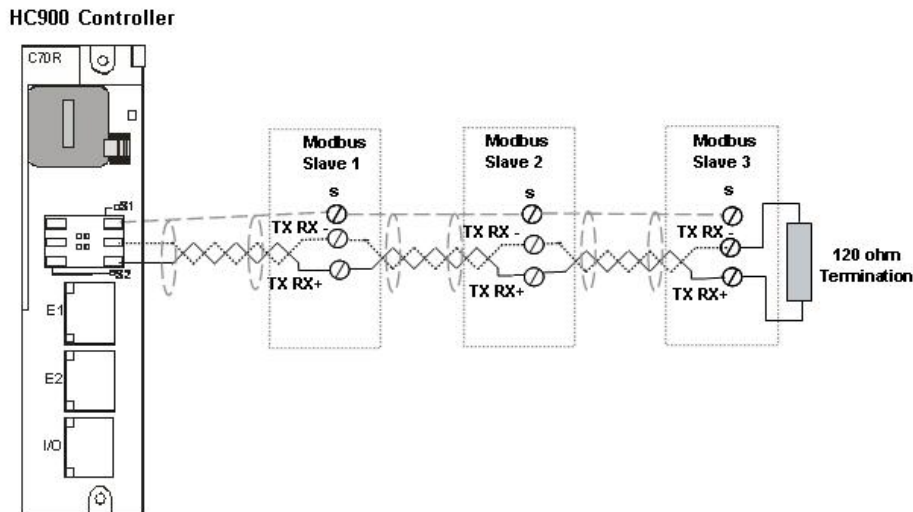 HC900 Controller
C70R
S1
S2
E1
E2
I/O
Modbus
Slave 1
S
TX RX -
TX RX+
Modbus
Slave 2
S
TX RX -
TX RX+
Modbus
Slave 3
S
TX RX -
TX RX+
120 ohm
Termination